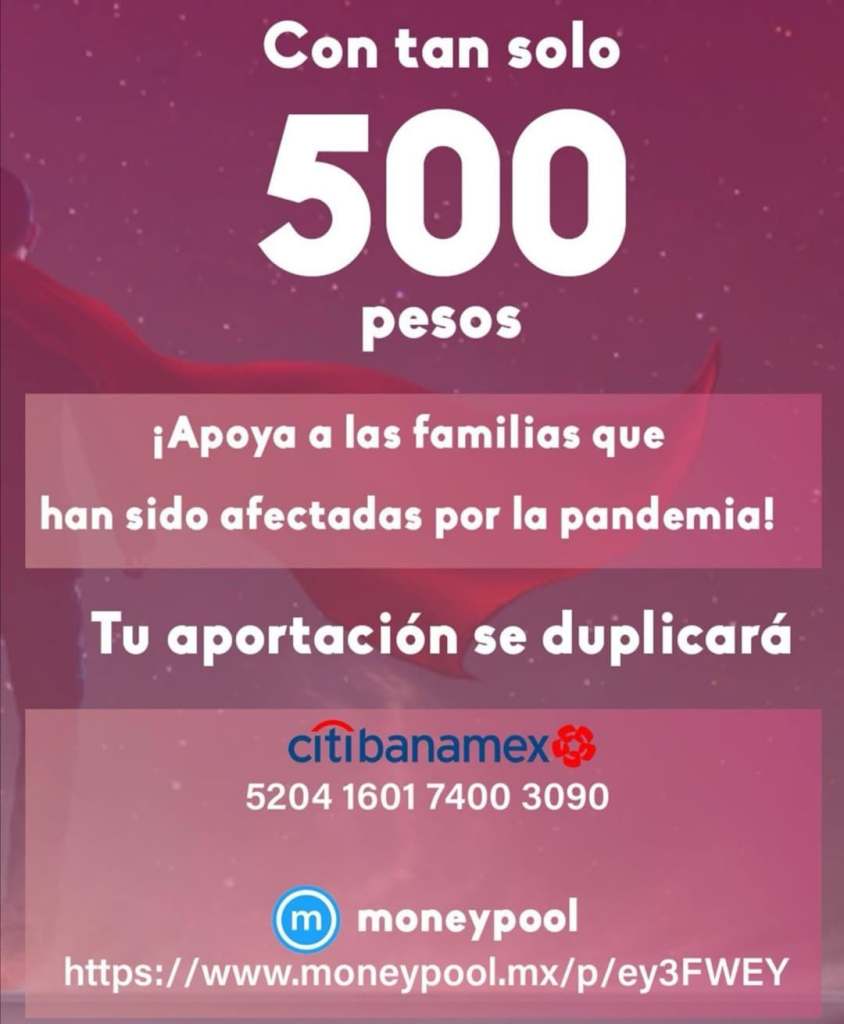 Con tan solo
500
pesos
¡Apoya a las familias que
han sido afectadas por la pandemia!
Tu aportación se duplicará
citibanamex
5204 1601 7400 3090
m moneypool
https://www.moneypool.mx/p/ey3FWEY